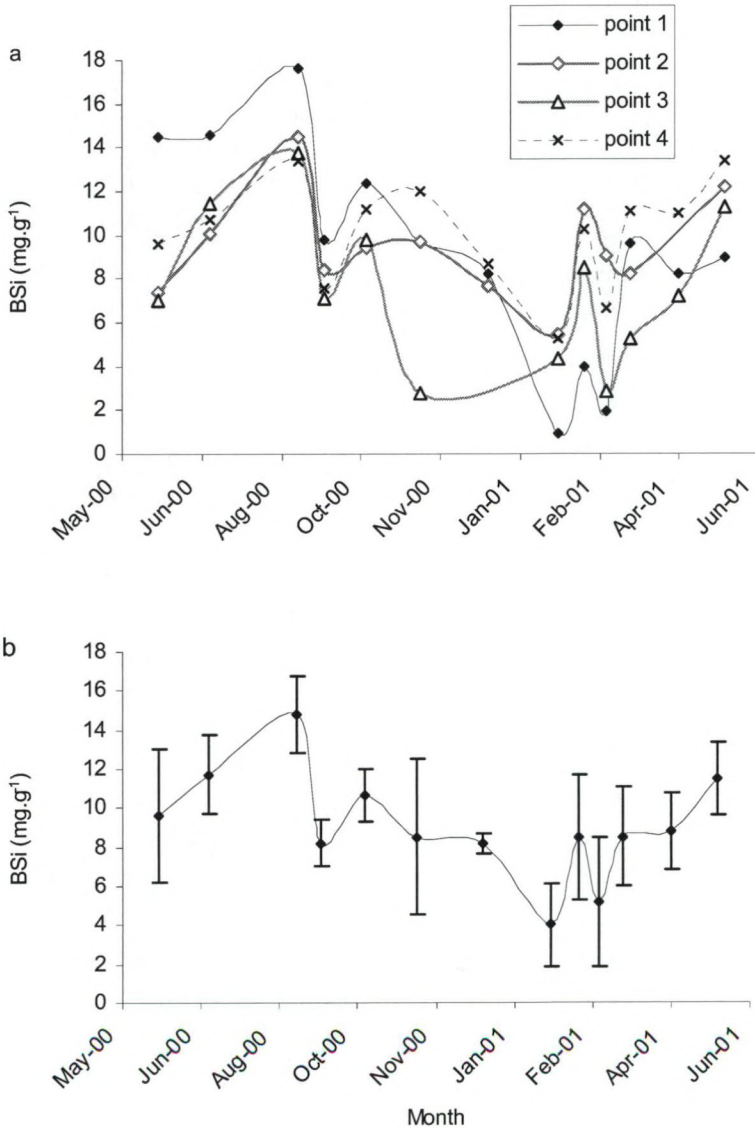 point 1
point 2
point 3
point 4
a
18
16
14
12
10
8
6
4
2
0
BSi (mg.g-1)
May-00
Jun-00
Aug-00
Oct-00
Nov-00
Jan-01
Feb-01
Apr-01
Jun-01
b
18
16
14
12
10
8
6
4
2
0
BSi (mg.g-1)
May-00
Jun-00
Aug-00
Oct-00
Nov-00
Jan-01
Feb-01
Apr-01
Jun-01
Month